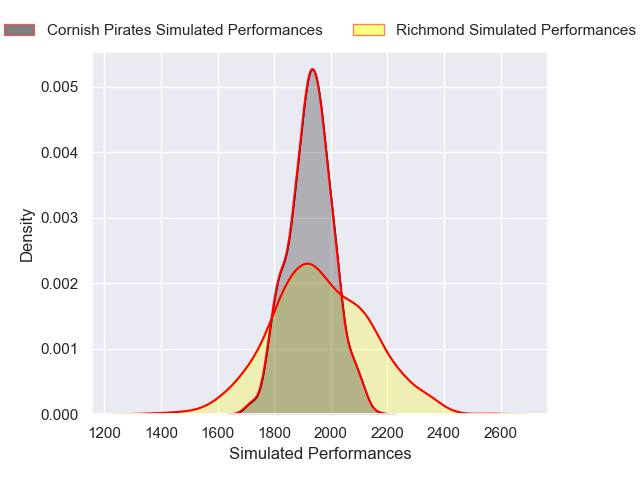 Cornish Pirates Simulated Performances
Richmond Simulated Performances
0.005
0.004
0.003
0.002
0.001
0.000
Density
1200 1400 1600 1800 2000 2200 2400 2600
Simulated Performances